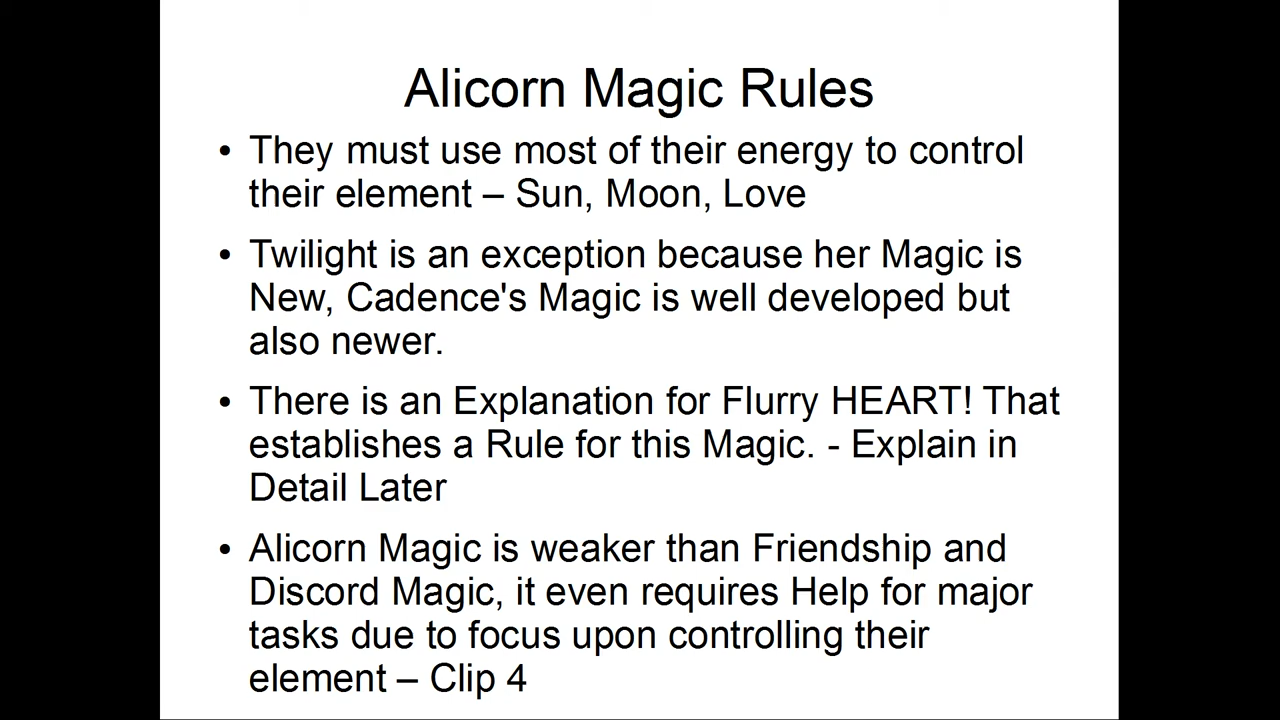 Alicorn Magic Rules
• They must use most of their energy to control
their element – Sun, Moon, Love
• Twilight is an exception because her Magic is
New, Cadence's Magic is well developed but
also newer.
• There is an Explanation for Flurry HEART! That
establishes a Rule for this Magic. - Explain in
Detail Later
• Alicorn Magic is weaker than Friendship and
Discord Magic, it even requires Help for major
tasks due to focus upon controlling their
element – Clip 4